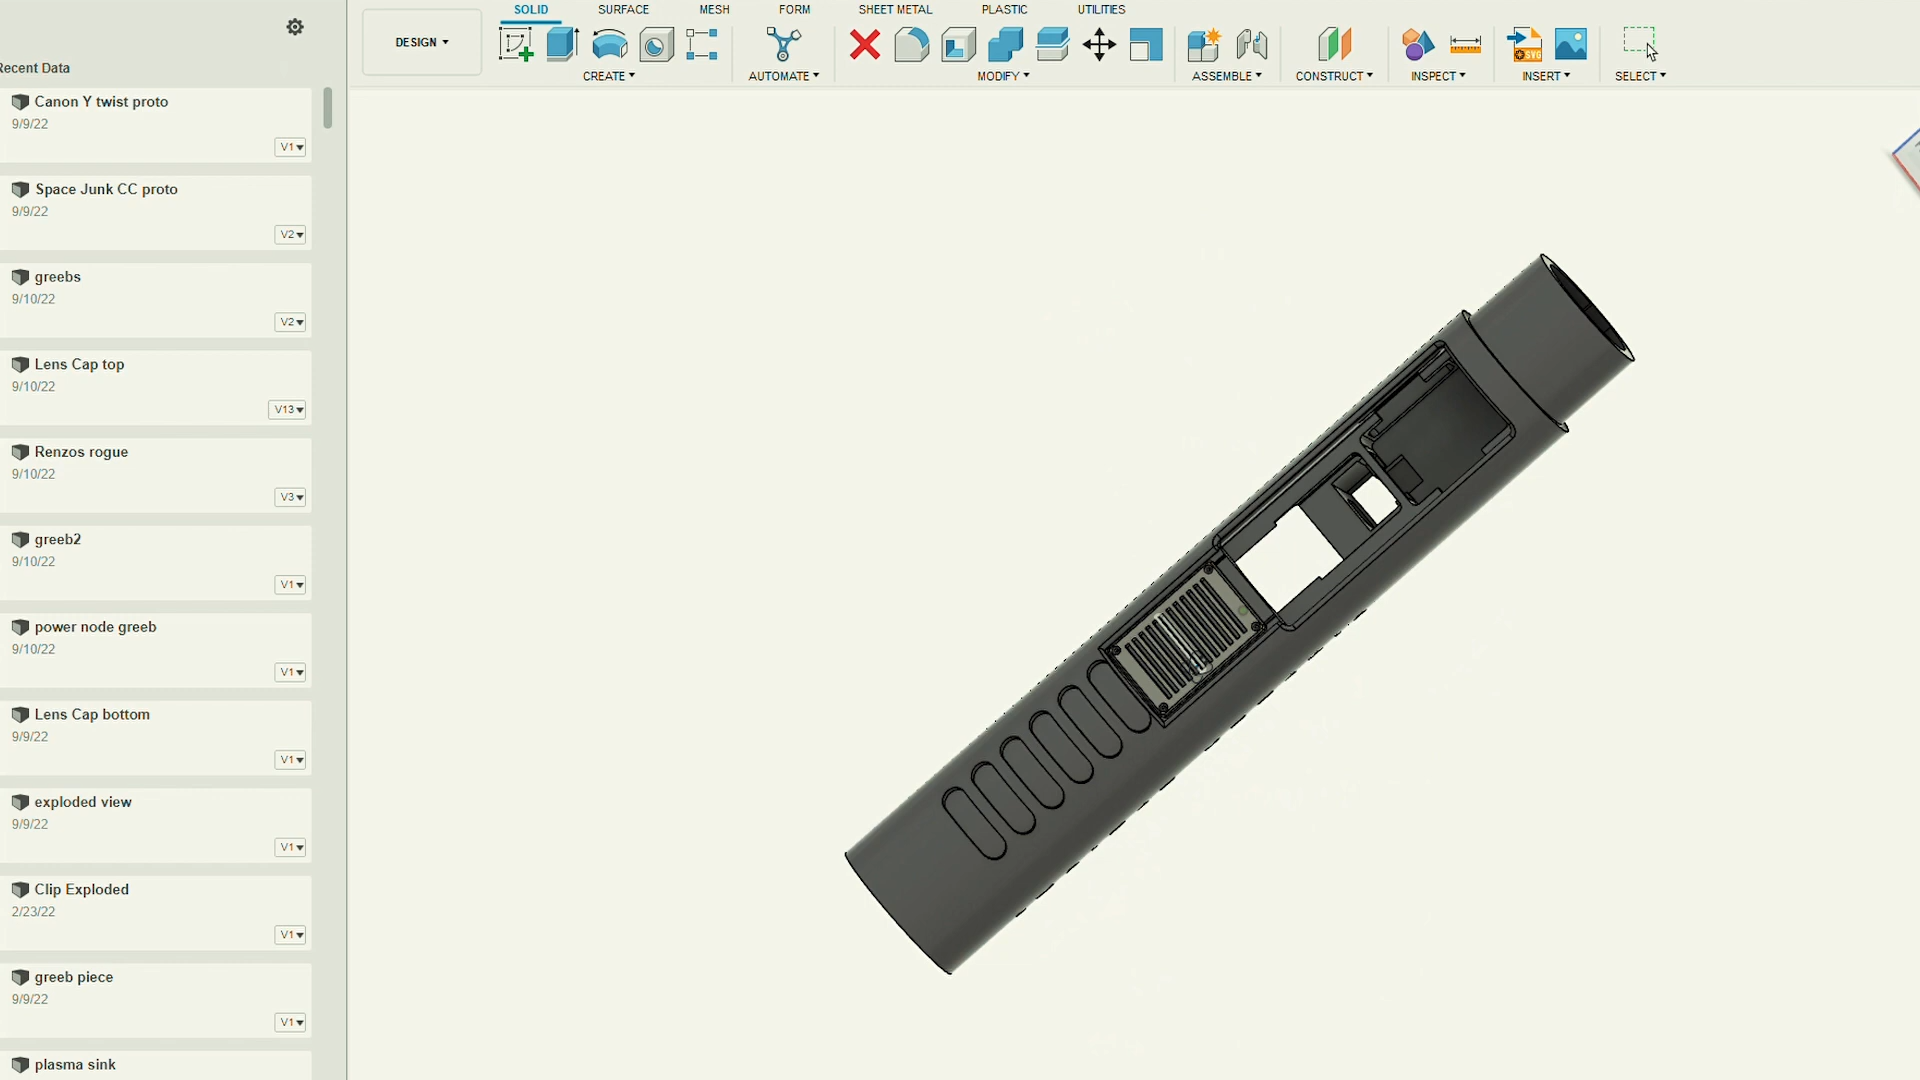 SOLID SURFACE MESH FORM SHEET METAL PLASTIC UTILITIES
DESIGN
CREATE AUTOMATE MODIFY ASSEMBLE CONSTRUCT INSPECT INSERT SELECT
SVG
Recent Data
Canon Y twist proto
9/9/22
V1
Space Junk CC proto
9/9/22
V2
greebs
9/10/22
V2
Lens Cap top
9/10/22
V13
Renzos rogue
9/10/22
V3
greeb2
9/10/22
V1
power node greeb
9/10/22
V1
Lens Cap bottom
9/9/22
V1
exploded view
9/9/22
V1
Clip Exploded
2/23/22
V1
greeb piece
9/9/22
V1
plasma sink